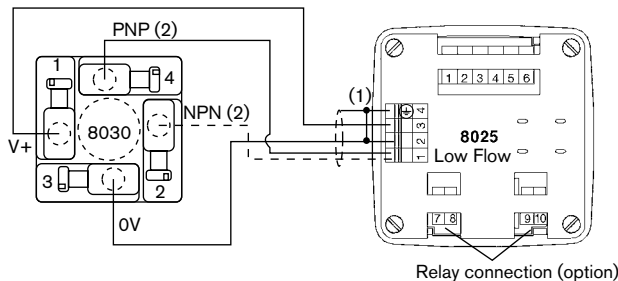 PNP (2)
1
4
8030
NPN (2)
V+
3
2
0V
(1)
4
3
2
1
1 2 3 4 5 6
8025
Low Flow
7 8
9 10
Relay connection (option)